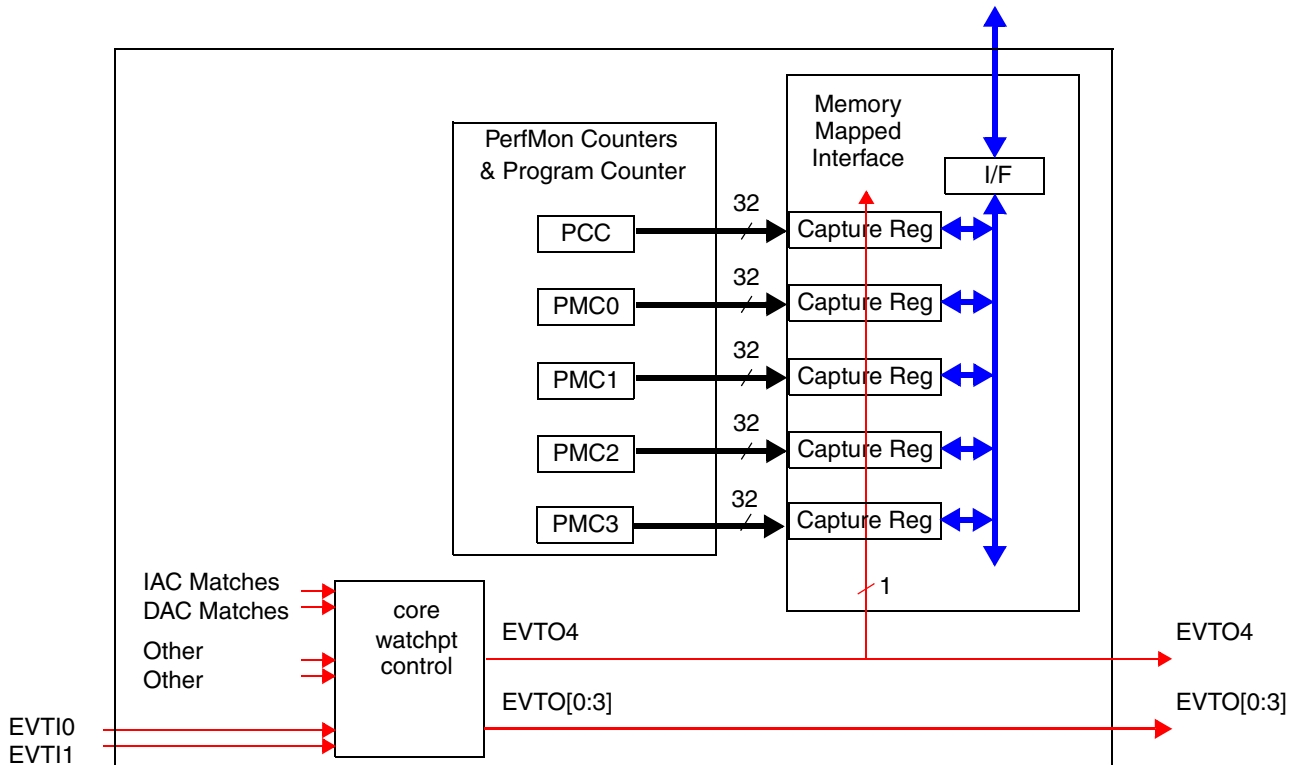 Memory
Mapped
Interface
PerfMon Counters
& Program Counter
I/F
32
PCC
Capture Reg
32
PMC0
Capture Reg
32
PMC1
Capture Reg
32
PMC2
Capture Reg
32
PMC3
Capture Reg
1
IAC Matches
DAC Matches
Other
Other
core
watchpt
control
EVTO4
EVTO4
EVTO[0:3]
EVTO[0:3]
EVTI0
EVTI1